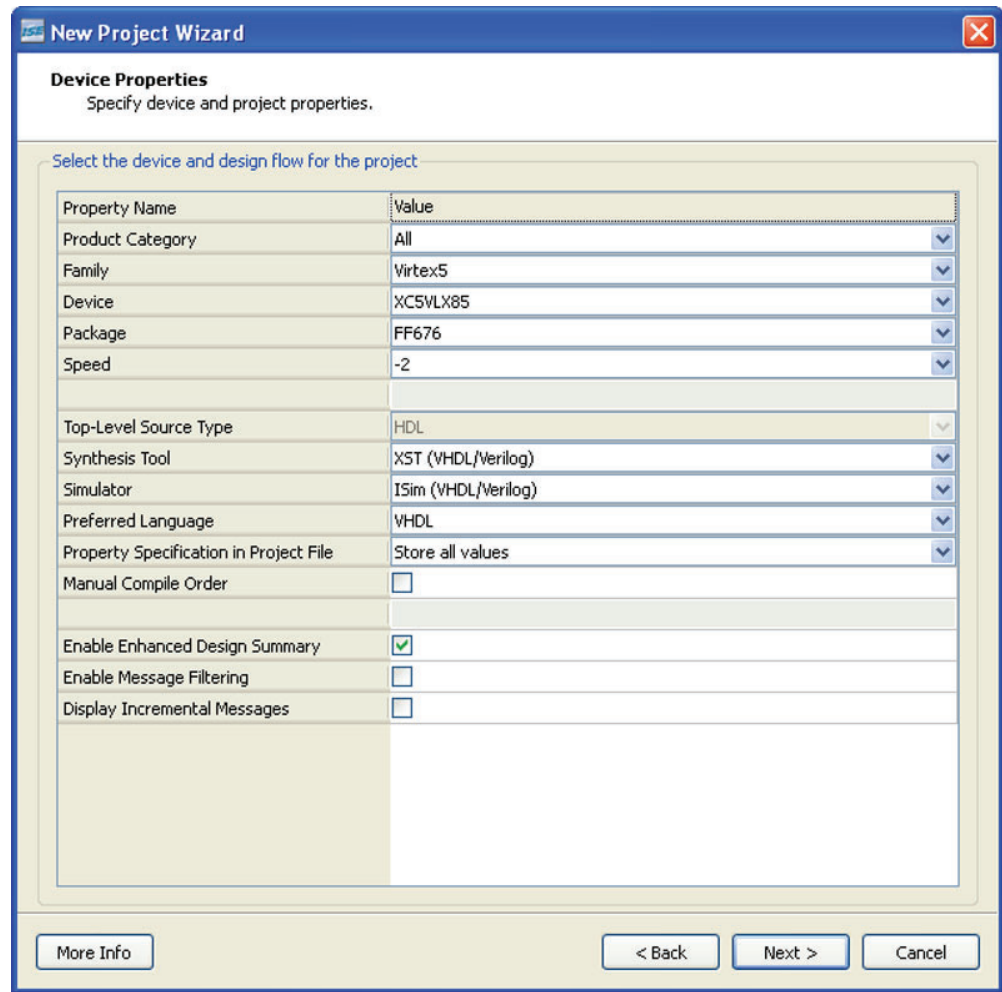 ISE New Project Wizard
Device Properties
Specify device and project properties.
Select the device and design flow for the project
Property Name Value
Product Category All
Family Virtex5
Device XC5VLX85
Package FF676
Speed -2
Top-Level Source Type HDL
Synthesis Tool XST (VHDL/Verilog)
Simulator ISim (VHDL/Verilog)
Preferred Language VHDL
Property Specification in Project File Store all values
Manual Compile Order
Enable Enhanced Design Summary
Enable Message Filtering
Display Incremental Messages
More Info < Back Next > Cancel